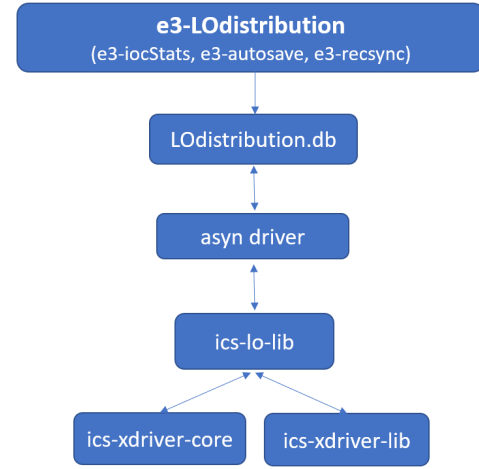 e3-LOdistribution
(e3-iocStats, e3-autosave, e3-recsync)
LOdistribution.db
asyn driver
ics-lo-lib
ics-xdriver-core
ics-xdriver-lib